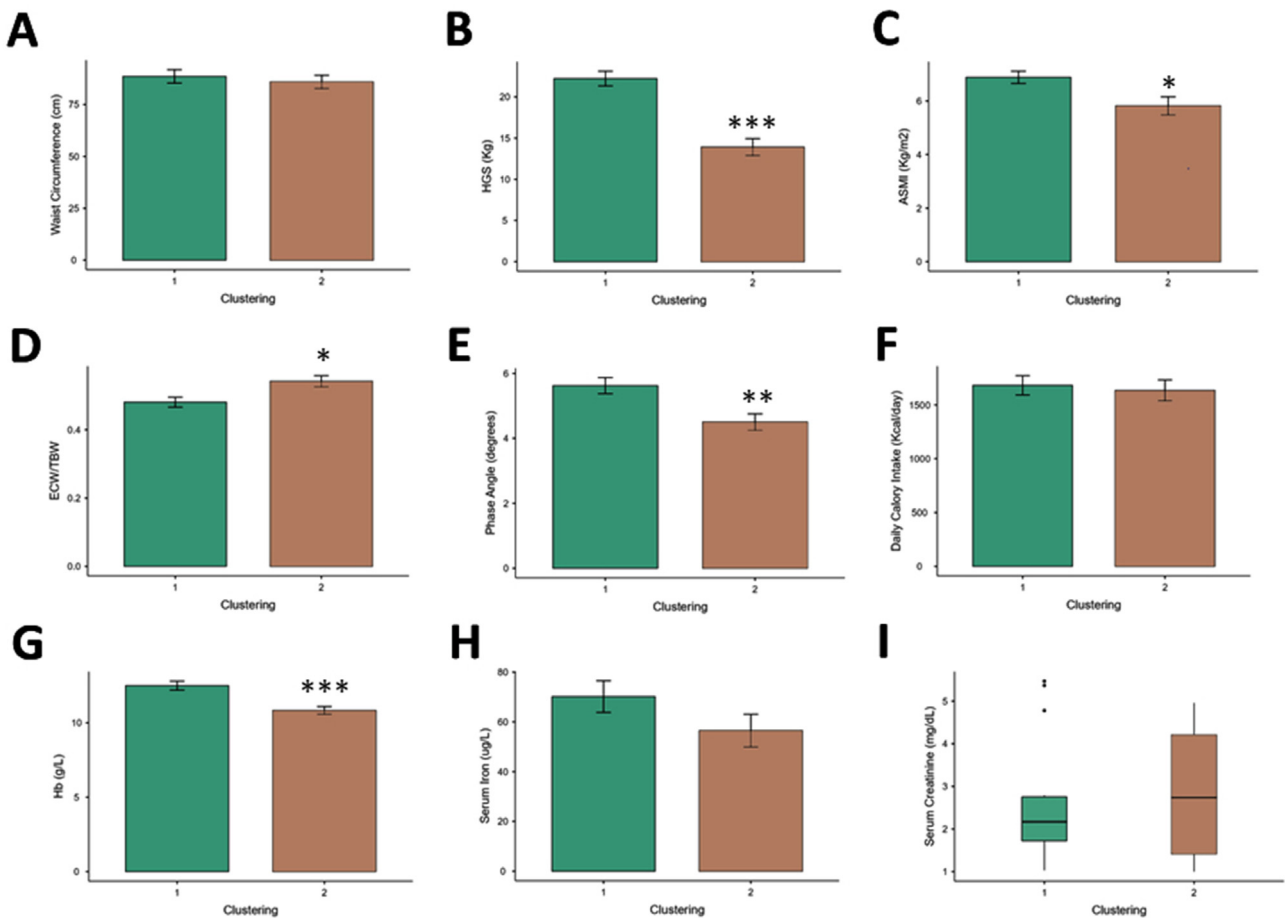 A
Waist Circumference (cm)
75
50
25
0
1 2
Clustering
B
HGS (Kg)
20
15
10
5
0
***
1 2
Clustering
C
ASMI (Kg/m2)
6
4
2
0
*
1 2
Clustering
D
ECW/TBW
0.4
0.2
0.0
*
1 2
Clustering
E
Phase Angle (degrees)
6
4
2
0
**
1 2
Clustering
F
Daily Calory Intake (Kcal/day)
1500
1000
500
0
1 2
Clustering
G
Hb (g/L)
10
5
0
***
1 2
Clustering
H
Serum Iron (ug/L)
80
60
40
20
0
1 2
Clustering
I
Serum Creatinine (mg/dL)
5
4
3
2
1
1 2
Clustering